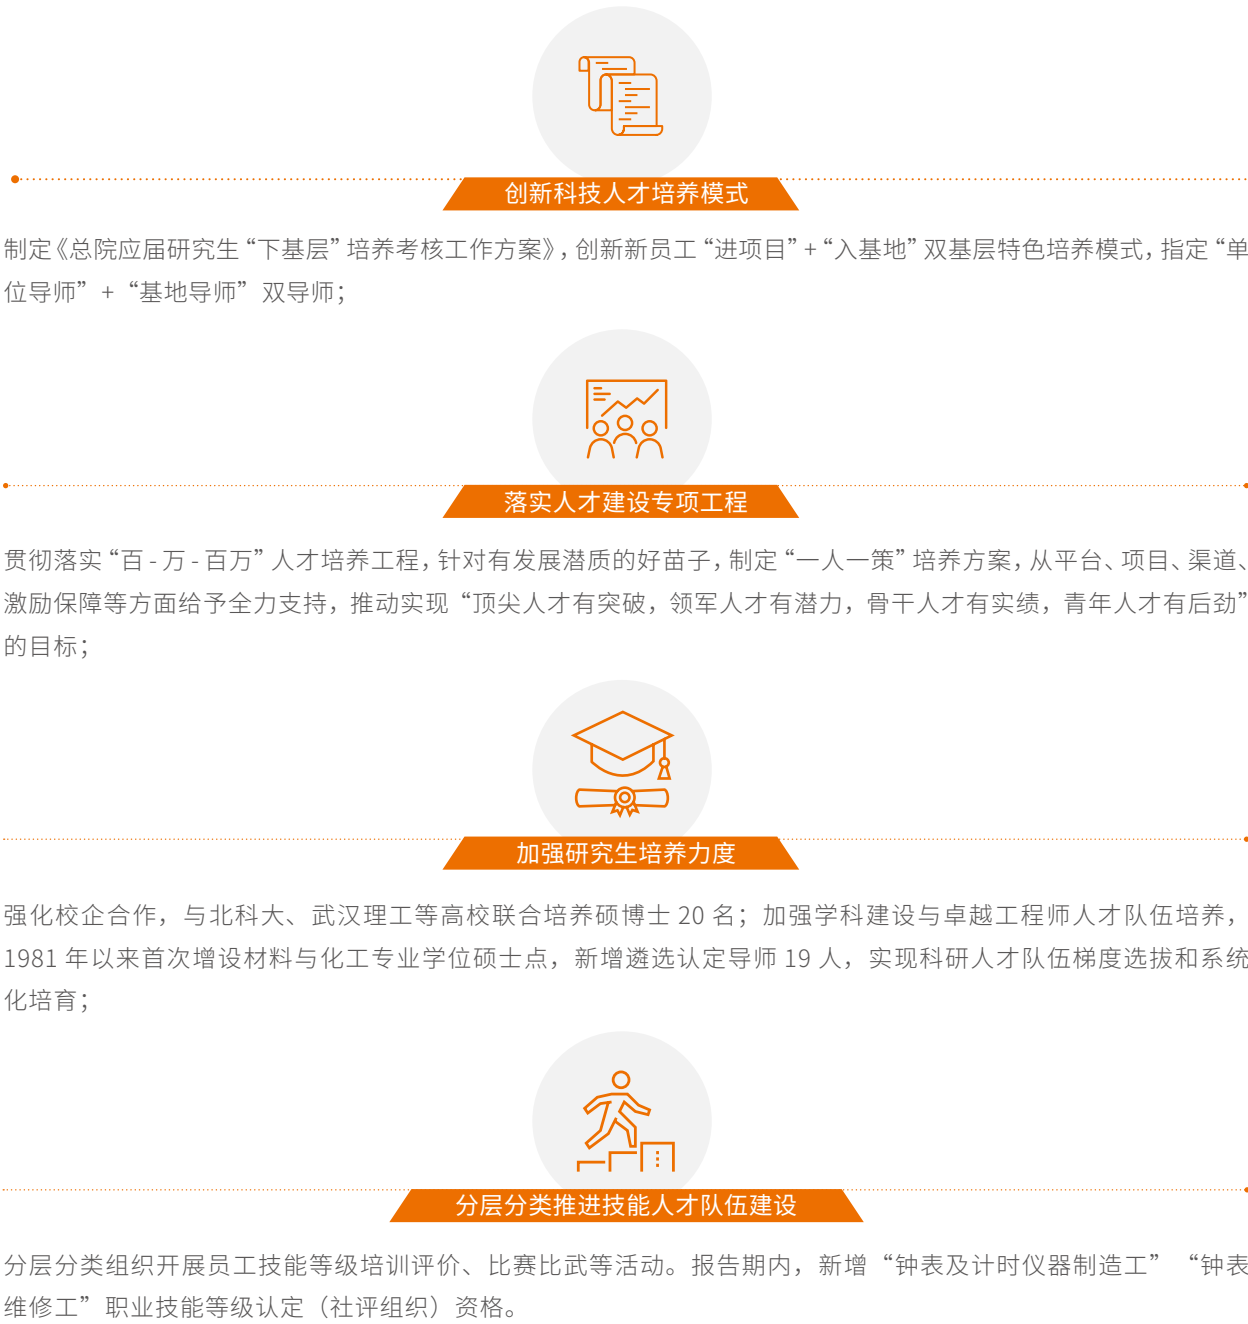 创新科技人才培养模式
制定《总院应届研究生“下基层”培养考核工作方案》，创新新员工“进项目”+“入基地”双基层特色培养模式，指定“单
位导师”+“基地导师”双导师；
落实人才建设专项工程
贯彻落实“百-万-百万”人才培养工程，针对有发展潜质的好苗子，制定“一人一策”培养方案，从平台、项目、渠道、
激励保障等方面给予全力支持，推动实现“顶尖人才有突破，领军人才有潜力，骨干人才有实绩，青年人才有后劲”
的目标；
加强研究生培养力度
强化校企合作，与北科大、武汉理工等高校联合培养硕博士 20 名；加强学科建设与卓越工程师人才队伍培养，
1981 年以来首次增设材料与化工专业学位硕士点，新增遴选认定导师 19 人，实现科研人才队伍梯度选拔和系统
化培育；
分层分类推进技能人才队伍建设
分层分类组织开展员工技能等级培训评价、比赛比武等活动。报告期内，新增“钟表及计时仪器制造工”“钟表
维修工”职业技能等级认定（社评组织）资格。